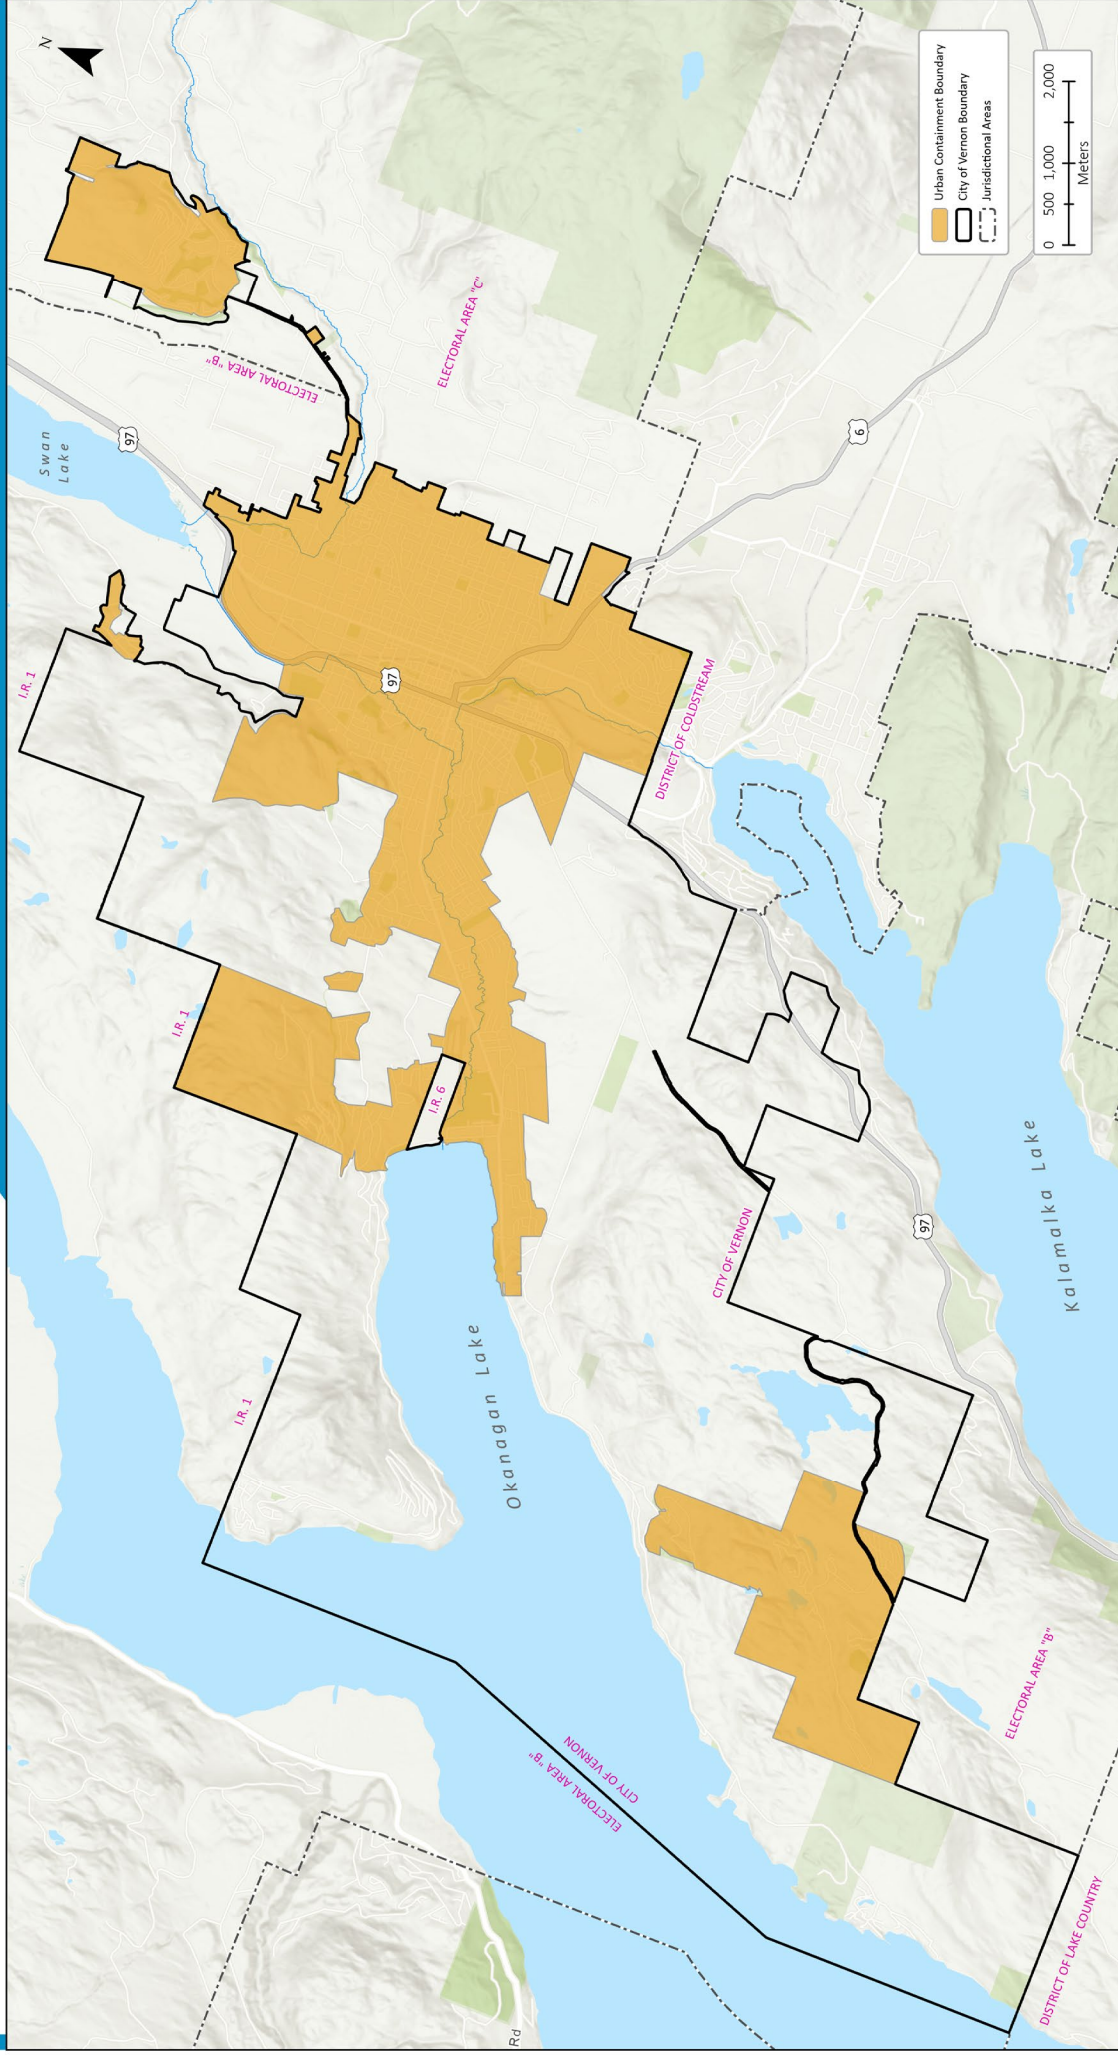 N
Swan
Lake
97
ELECTORAL AREA "B"
ELECTORAL AREA "C"
Urban Containment Boundary
City of Vernon Boundary
Jurisdictional Areas
0 500 1,000 2,000
Meters
6
I.R. 1
97
DISTRICT OF COLDSTREAM
I.R. 1
I.R. 6
CITY OF VERNON
97
Kalamalka Lake
Okanagan Lake
I.R. 1
CITY OF VERNON
ELECTORAL AREA "B"
ELECTORAL AREA "B"
DISTRICT OF LAKE COUNTRY
Rd